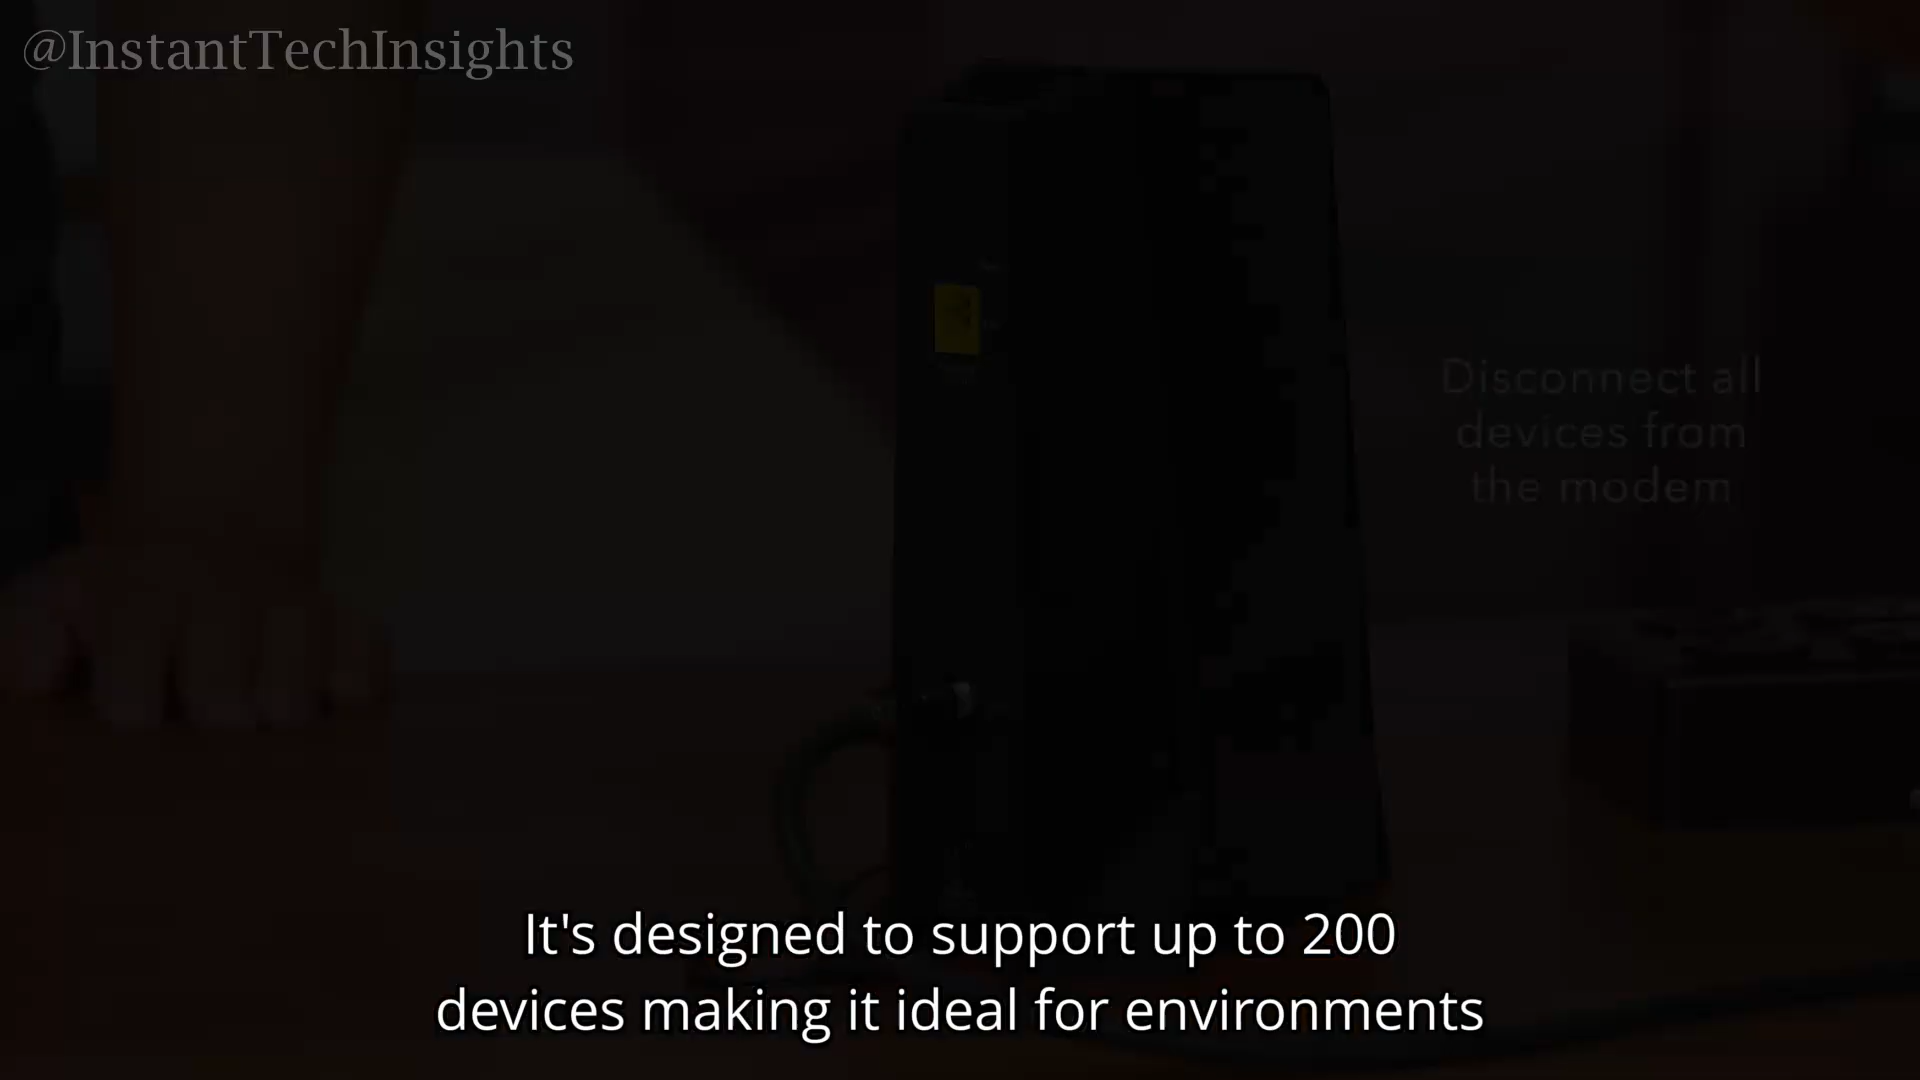 @InstantTechInsights
Disconnect all
devices from
the modem
It's designed to support up to 200
devices making it ideal for environments